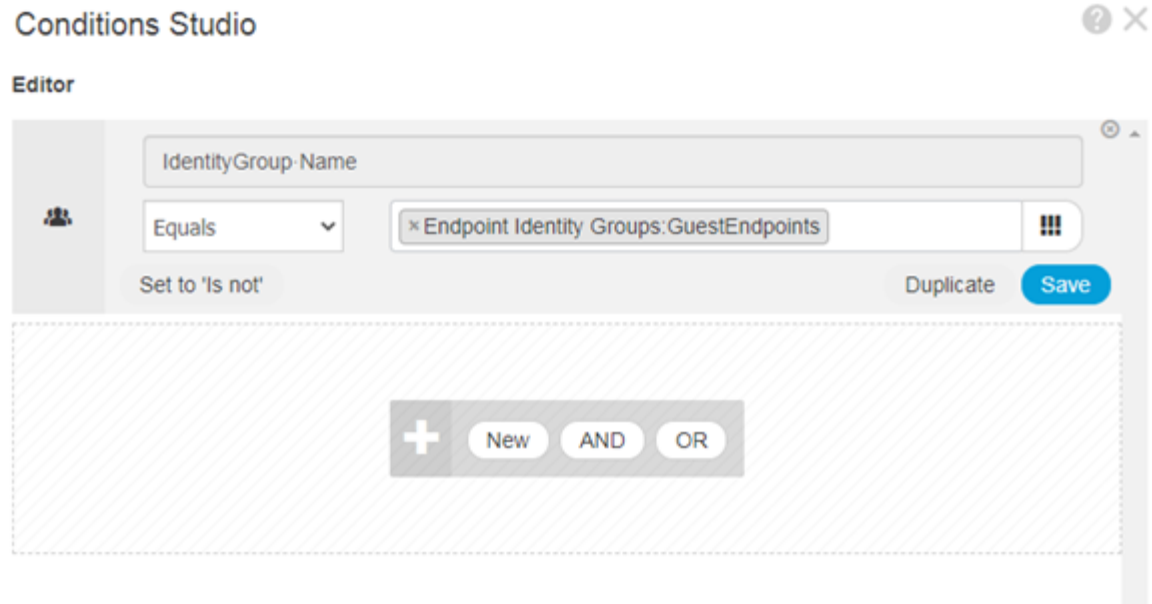 Conditions Studio
Editor
IdentityGroup·Name
Equals
× Endpoint Identity Groups:GuestEndpoints
Set to 'Is not'
Duplicate
Save
New
AND
OR